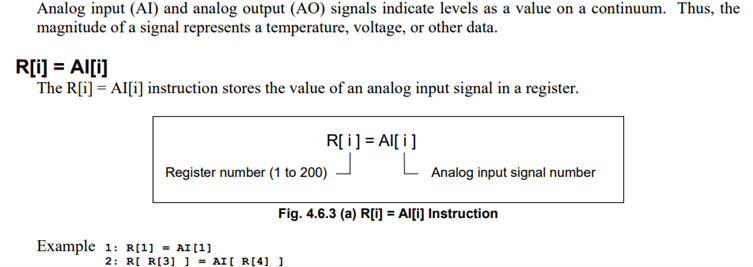 Analog input (AI) and analog output (AO) signals indicate levels as a value on a continuum. Thus, the
magnitude of a signal represents a temperature, voltage, or other data.
R[i] = AI[i]
The R[i] = AI[i] instruction stores the value of an analog input signal in a register.
R[ i ] = AI[ i ]
Register number (1 to 200) Analog input signal number
Fig. 4.6.3 (a) R[i] = AI[i] Instruction
Example 1: R[1] = AI[1]
2: R[ R[3] ] = AI[ R[4] ]